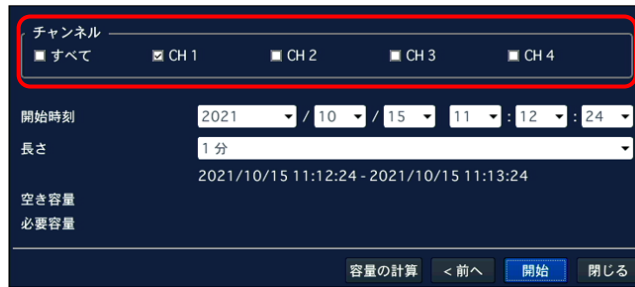 チャンネル
すべて CH 1 CH 2 CH 3 CH 4
開始時刻 2021 / 10 / 15 11 : 12 : 24
長さ 1 分
2021/10/15 11:12:24 - 2021/10/15 11:13:24
空き容量
必要容量
容量の計算 < 前へ 開始 閉じる